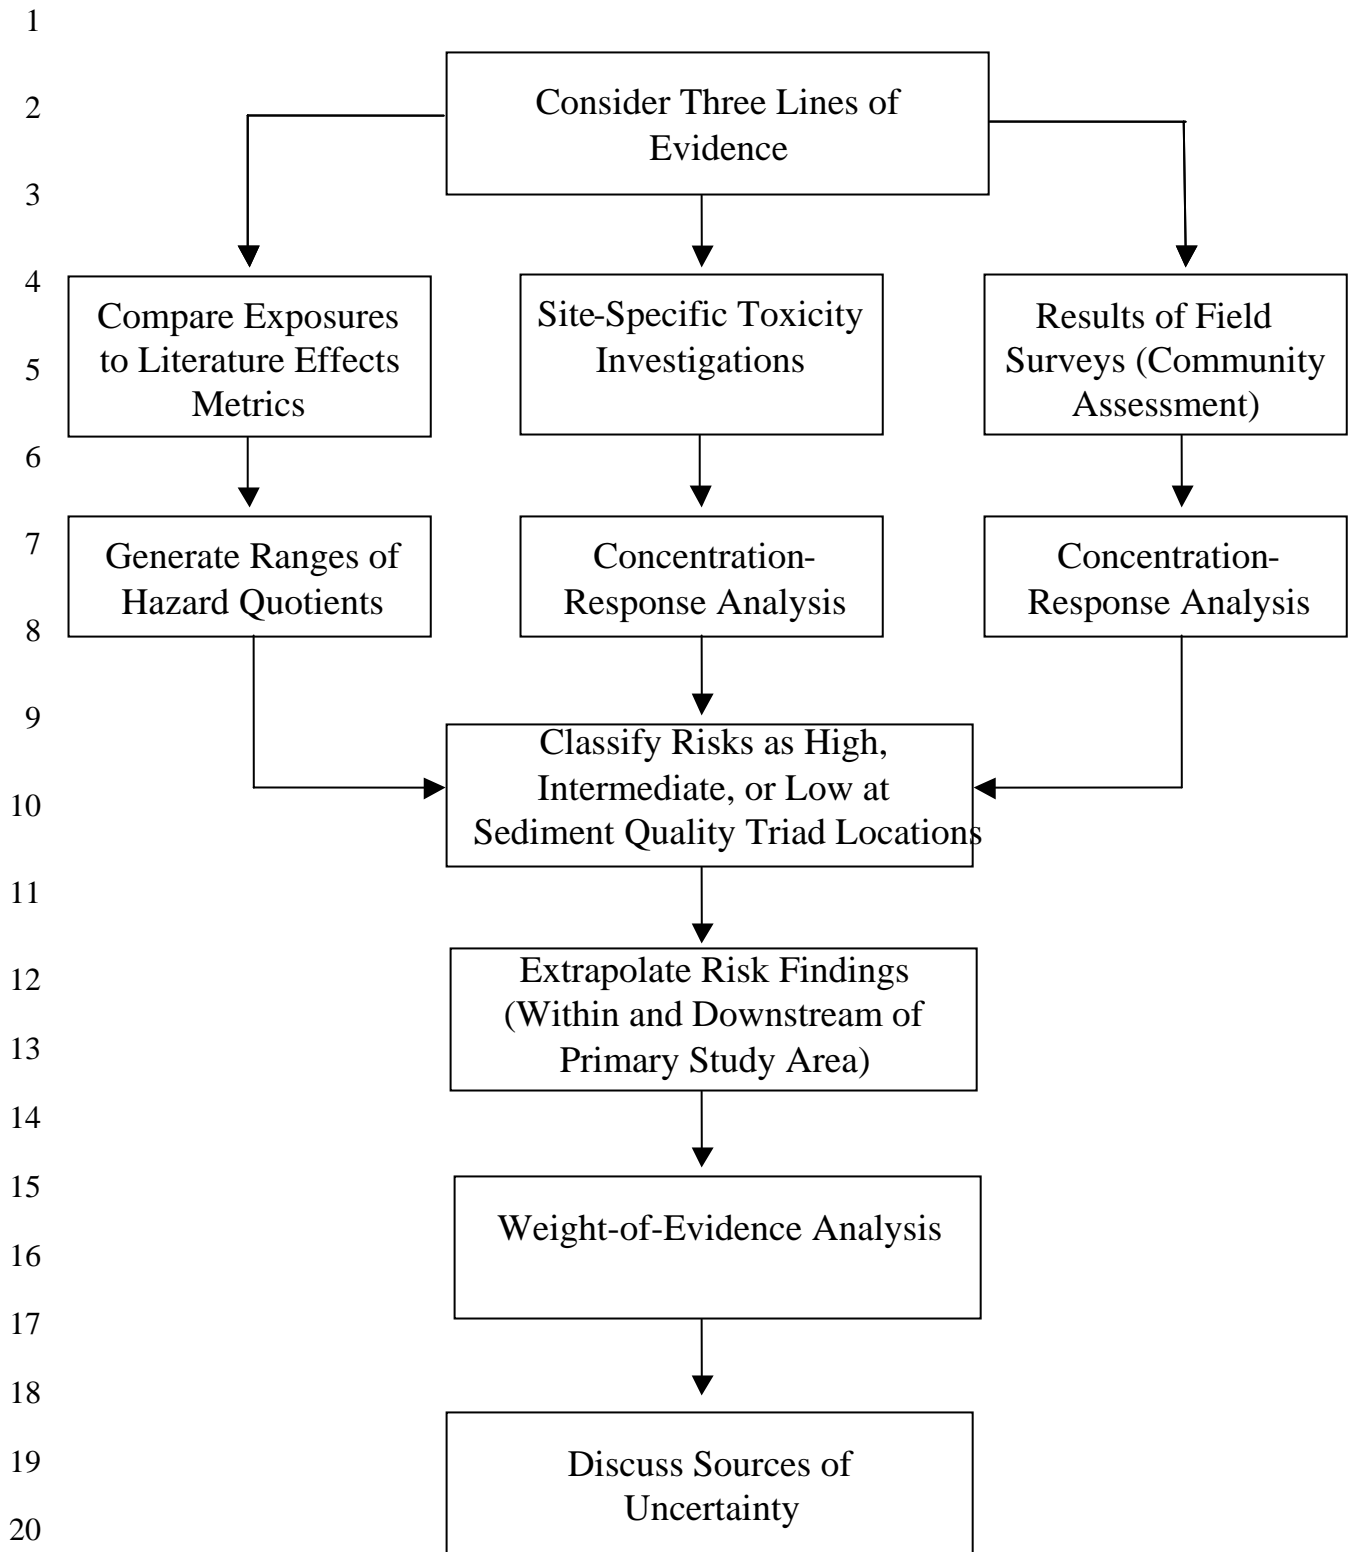 1
2
3
4
5
6
7
8
9
10
11
12
13
14
15
16
17
18
19
20
Consider Three Lines of
Evidence
Compare Exposures
to Literature Effects
Metrics
Site-Specific Toxicity
Investigations
Results of Field
Surveys (Community
Assessment)
Generate Ranges of
Hazard Quotients
Concentration-
Response Analysis
Concentration-
Response Analysis
Classify Risks as High,
Intermediate, or Low at
Sediment Quality Triad Locations
Extrapolate Risk Findings
(Within and Downstream of
Primary Study Area)
Weight-of-Evidence Analysis
Discuss Sources of
Uncertainty